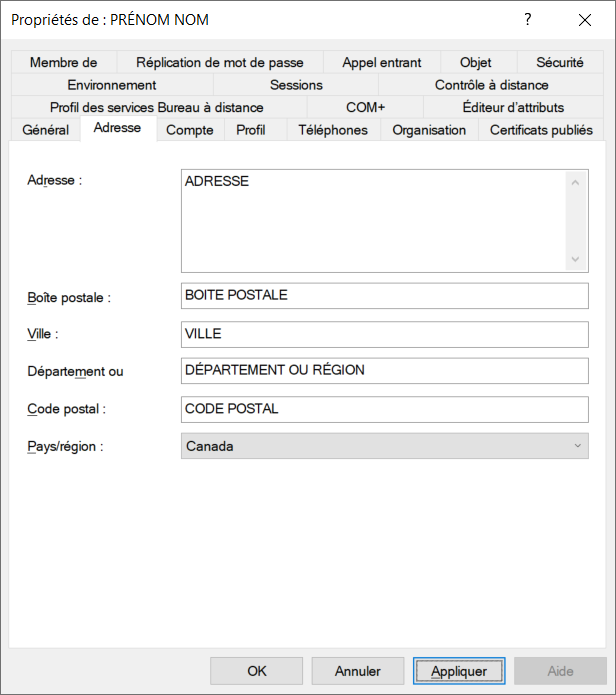 Propriétés de : PRÉNOM NOM ?
Membre de Réplication de mot de passe Appel entrant Objet Sécurité
Environnement Sessions Contrôle à distance
Profil des services Bureau à distance COM+ Éditeur d'attributs
Général Adresse Compte Profil Téléphones Organisation Certificats publiés
Adresse : ADRESSE
Boîte postale : BOITE POSTALE
Ville : VILLE
Département ou DÉPARTEMENT OU RÉGION
Code postal : CODE POSTAL
Pays/région : Canada
OK Annuler Appliquer Aide